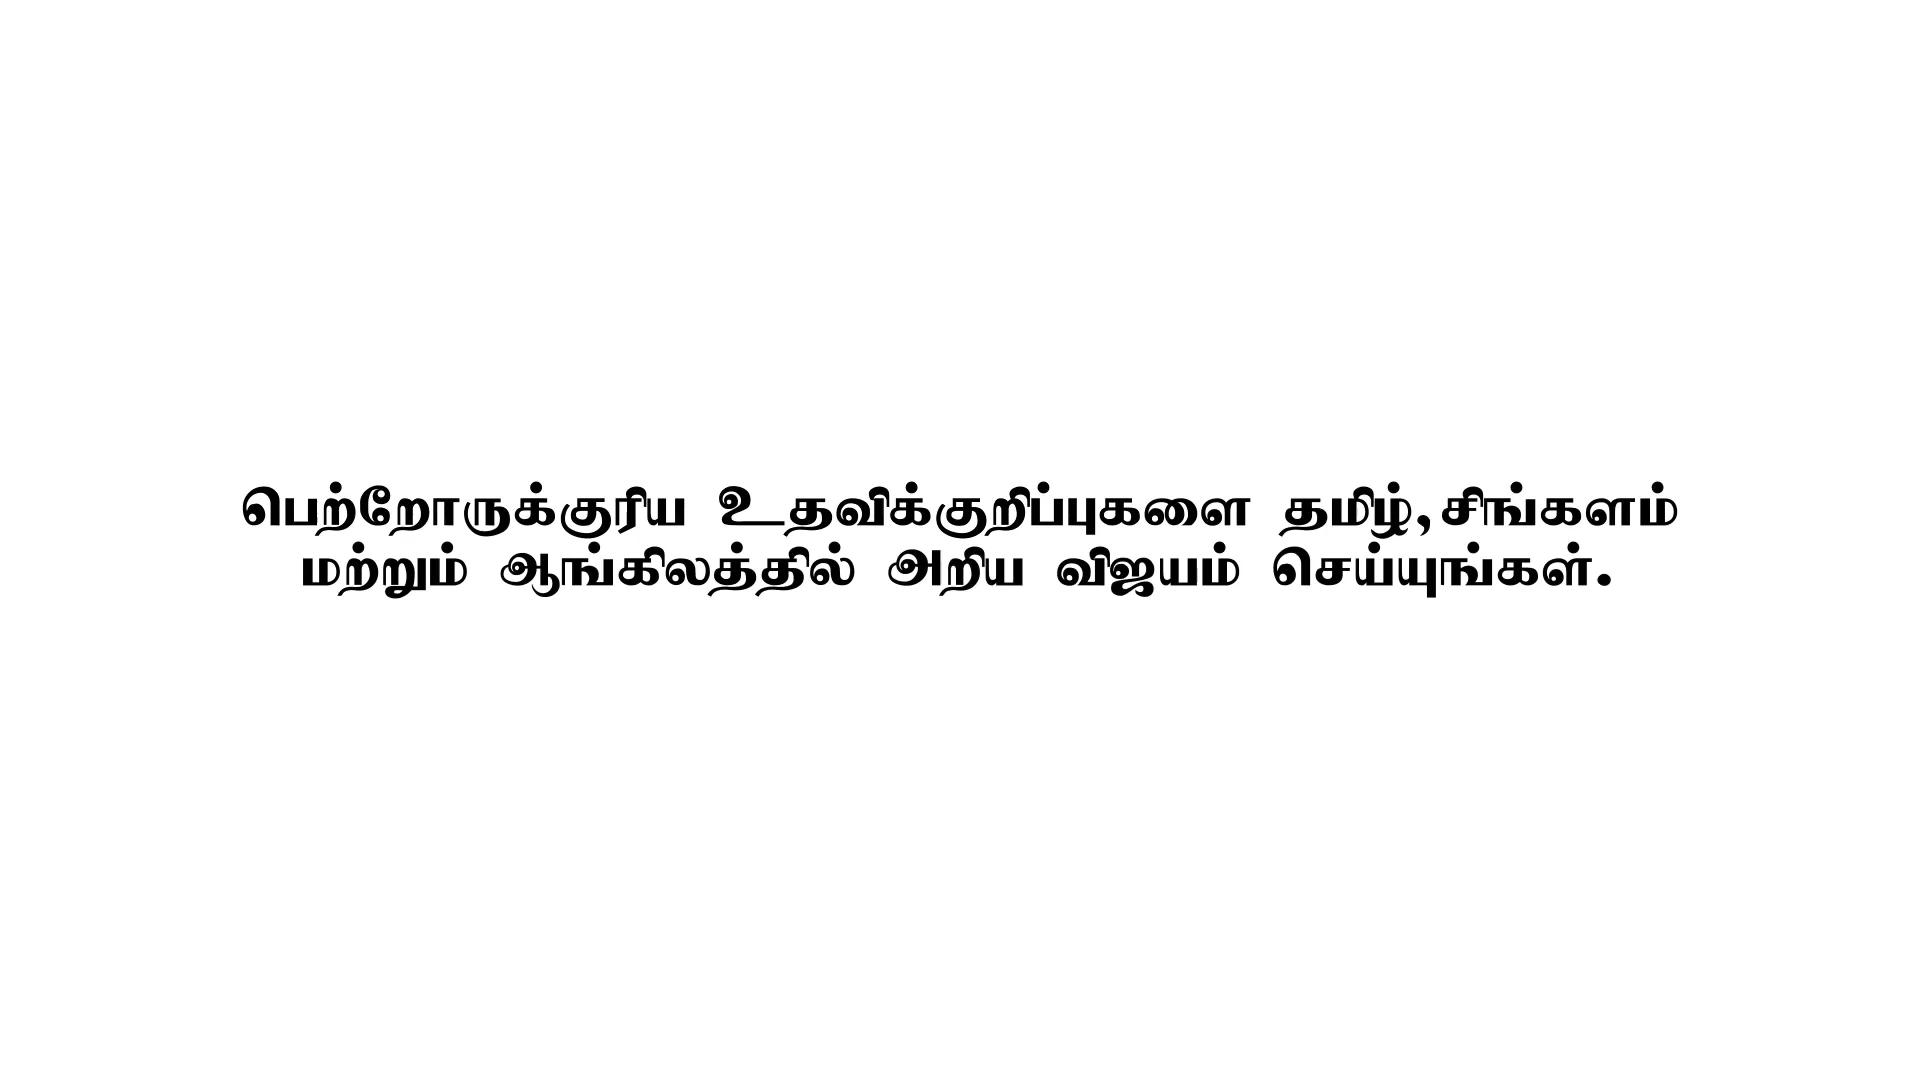 பெற்றோருக்குரிய உதவிக்குறிப்புகளை தமிழ்,சிங்களம்
மற்றும் ஆங்கிலத்தில் அறிய விஜயம் செய்யுங்கள்.